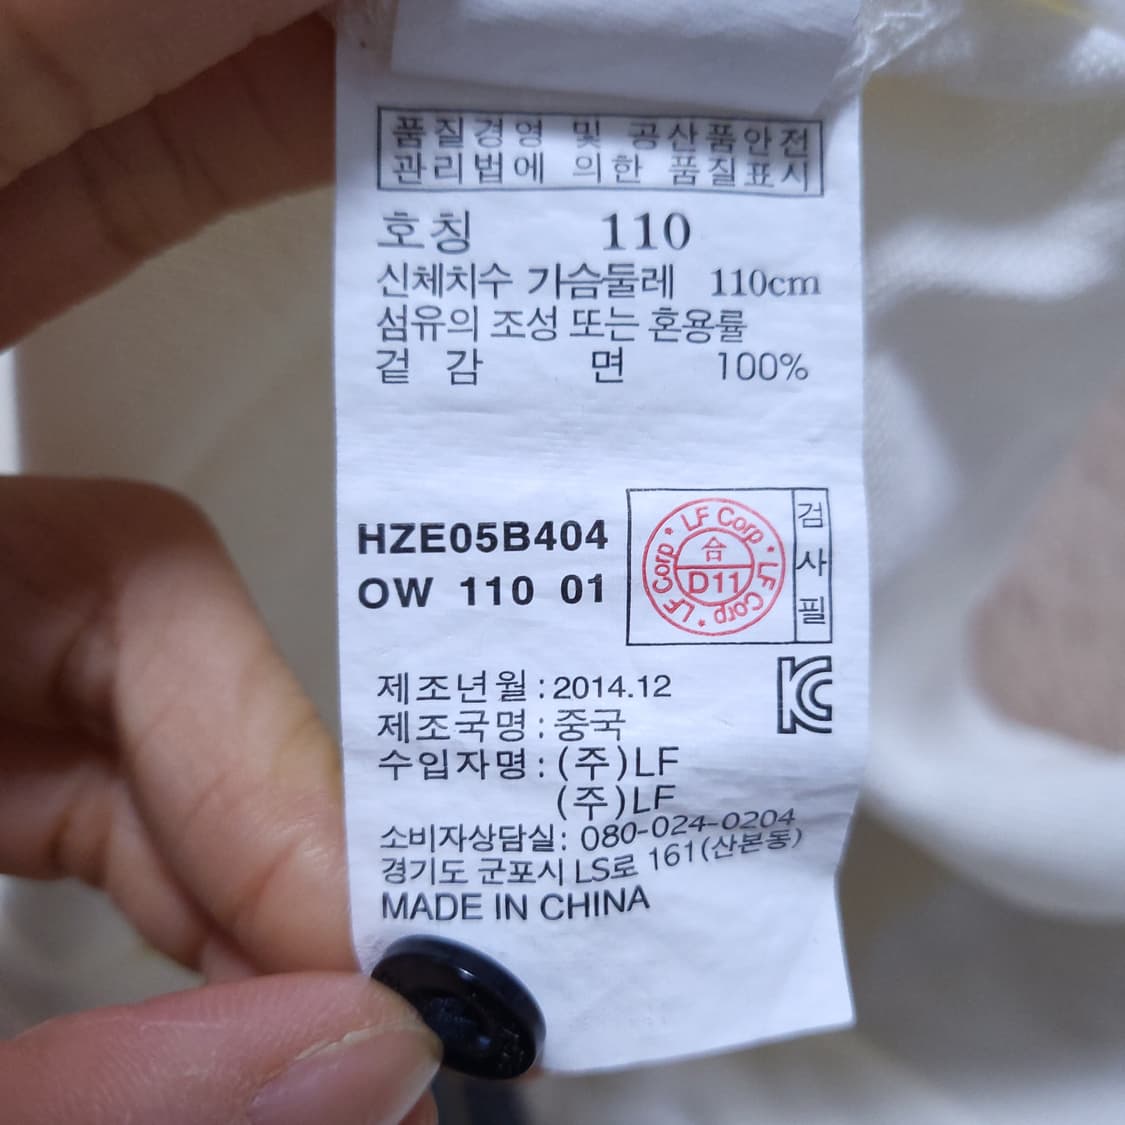 품질경영 및 공산품안전
관리법에 의한 품질표시
호칭 110
신체치수 가슴둘레 110cm
섬유의 조성 또는 혼용률
겉 감 면 100%
HZE05B404
OW 110 01
LF Corp • LF Corp • LF Corp •
合
D11
검사필
제조년월 : 2014.12
제조국명 : 중국
수입자명 : (주)LF
(주)LF
소비자상담실: 080-024-0204
경기도 군포시 LS로 161(산본동)
MADE IN CHINA